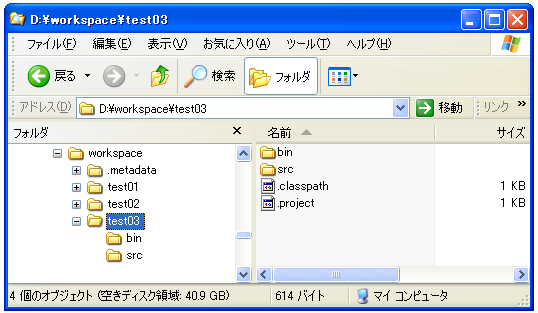 D:¥workspace¥test03
ファイル(F) 編集(E) 表示(V) お気に入り(A) ツール(T) ヘルプ(H)
戻る 検索 フォルダ
アドレス(D) D:¥workspace¥test03 移動 リンク »
フォルダ × 名前 サイズ
workspace
.metadata
test01
test02
test03
bin
src
bin
src
.classpath 1 KB
.project 1 KB
4 個のオブジェクト (空きディスク領域: 40.9 GB) 614 バイト マイ コンピュータ